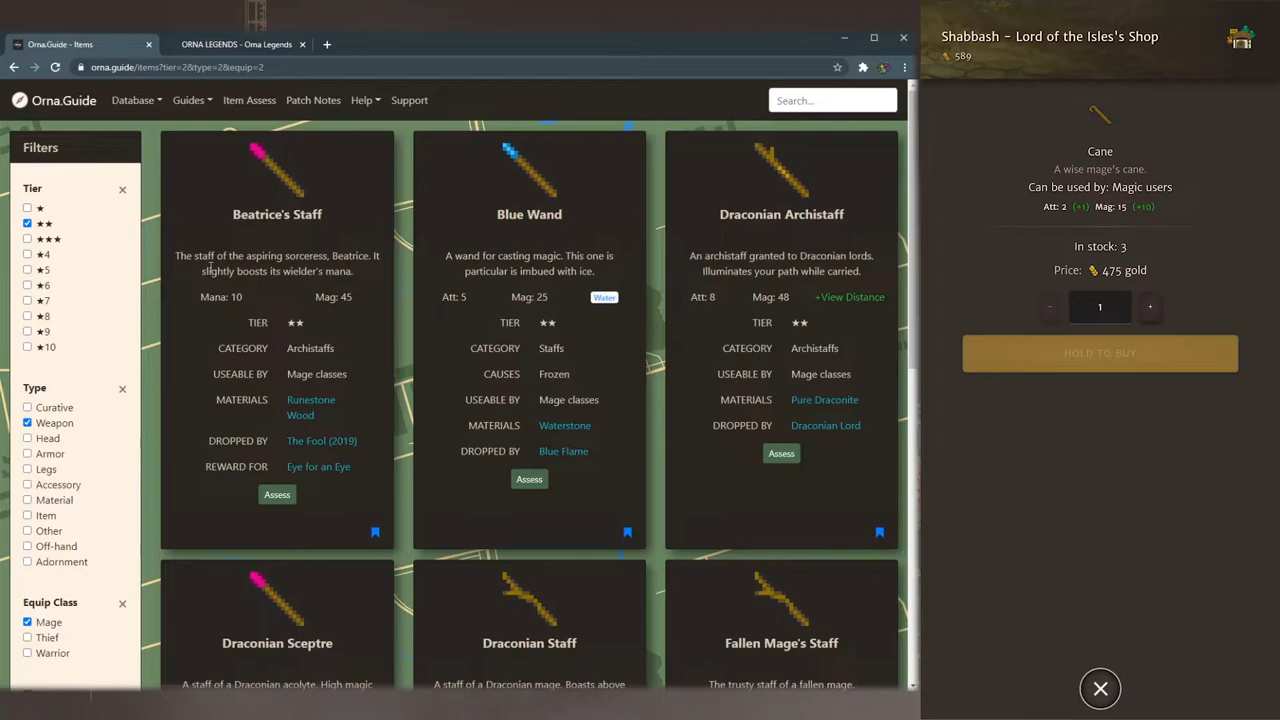 Orna.Guide - Items
ORNA LEGENDS - Orna Legends
orna.guide/items?tier=2&type=2&equip=2
Orna.Guide
Database
Guides
Item Assess
Patch Notes
Help
Support
Search...
Filters
Tier
★
★★
★★★
★4
★5
★6
★7
★8
★9
★10
Type
Curative
Weapon
Head
Armor
Legs
Accessory
Material
Item
Other
Off-hand
Adornment
Equip Class
Mage
Thief
Warrior
Beatrice's Staff
The staff of the aspiring sorceress, Beatrice. It
slightly boosts its wielder's mana.
Mana: 10 Mag: 45
TIER ★★
CATEGORY Archistaffs
USEABLE BY Mage classes
MATERIALS Runestone
Wood
DROPPED BY The Fool (2019)
REWARD FOR Eye for an Eye
Assess
Blue Wand
A wand for casting magic. This one is
particular is imbued with ice.
Att: 5 Mag: 25 Water
TIER ★★
CATEGORY Staffs
CAUSES Frozen
USEABLE BY Mage classes
MATERIALS Waterstone
DROPPED BY Blue Flame
Assess
Draconian Archistaff
An archistaff granted to Draconian lords.
Illuminates your path while carried.
Att: 8 Mag: 48 +View Distance
TIER ★★
CATEGORY Archistaffs
USEABLE BY Mage classes
MATERIALS Pure Draconite
DROPPED BY Draconian Lord
Assess
Draconian Sceptre
A staff of a Draconian acolyte. High magic
Draconian Staff
A staff of a Draconian mage. Boasts above
Fallen Mage's Staff
The trusty staff of a fallen mage.
Shabbash - Lord of the Isles's Shop
589
Cane
A wise mage's cane.
Can be used by: Magic users
Att: 2 (+1) Mag: 15 (+10)
In stock: 3
Price: 475 gold
- 1 +
HOLD TO BUY